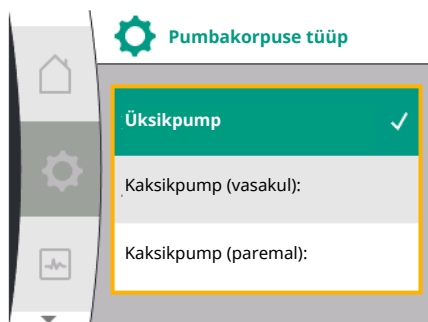 Pumbakorpuse tüüp
Üksikpump
Kaksikpump (vasakul):
Kaksikpump (paremal):